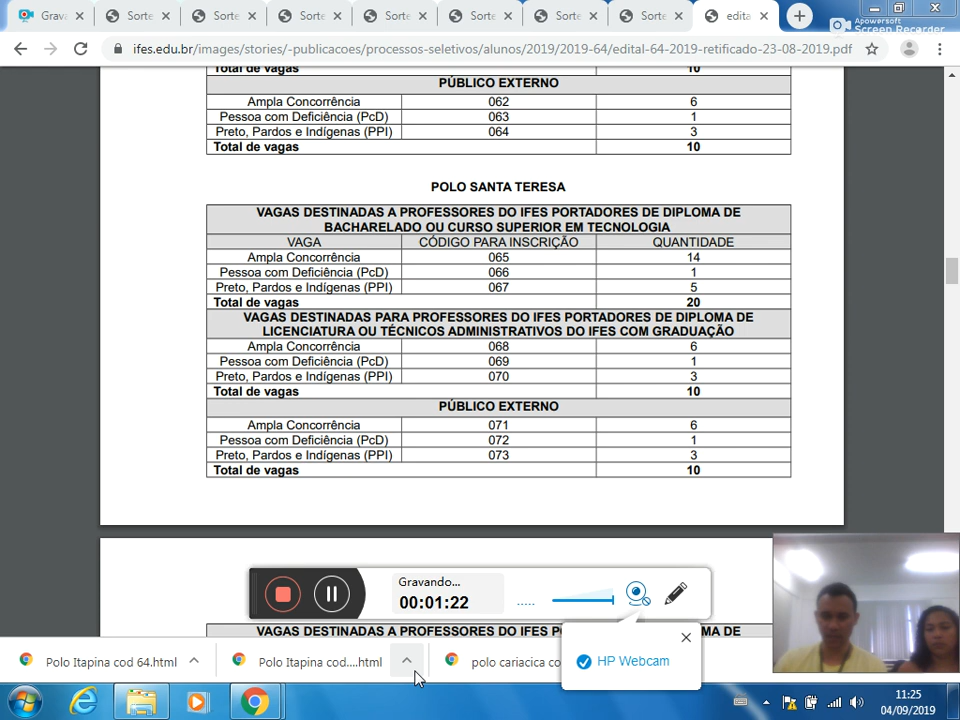 Grava
Sorte
Sorte
Sorte
Sorte
Sorte
Sorte
Sorte
edita
Apowersoft
Screen Recorder
ifes.edu.br/images/stories/-publicacoes/processos-seletivos/alunos/2019/2019-64/edital-64-2019-retificado-23-08-2019.pdf
Total de vagas 10
PÚBLICO EXTERNO
Ampla Concorrência 062 6
Pessoa com Deficiência (PcD) 063 1
Preto, Pardos e Indígenas (PPI) 064 3
Total de vagas 10
POLO SANTA TERESA
VAGAS DESTINADAS A PROFESSORES DO IFES PORTADORES DE DIPLOMA DE
BACHARELADO OU CURSO SUPERIOR EM TECNOLOGIA
VAGA CÓDIGO PARA INSCRIÇÃO QUANTIDADE
Ampla Concorrência 065 14
Pessoa com Deficiência (PcD) 066 1
Preto, Pardos e Indígenas (PPI) 067 5
Total de vagas 20
VAGAS DESTINADAS PARA PROFESSORES DO IFES PORTADORES DE DIPLOMA DE
LICENCIATURA OU TÉCNICOS ADMINISTRATIVOS DO IFES COM GRADUAÇÃO
Ampla Concorrência 068 6
Pessoa com Deficiência (PcD) 069 1
Preto, Pardos e Indígenas (PPI) 070 3
Total de vagas 10
PÚBLICO EXTERNO
Ampla Concorrência 071 6
Pessoa com Deficiência (PcD) 072 1
Preto, Pardos e Indígenas (PPI) 073 3
Total de vagas 10
Gravando...
00:01:22
VAGAS DESTINADAS A PROFESSORES DO IFES MA DE
HP Webcam
Polo Itapina cod 64.html
Polo Itapina cod....html
polo cariacica co
11:25
04/09/2019